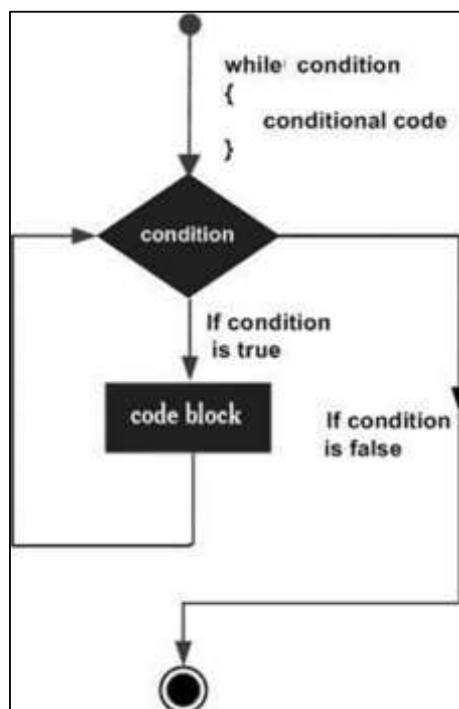 while condition
{
conditional code
}
condition
If condition
is true
code block
If condition
is false